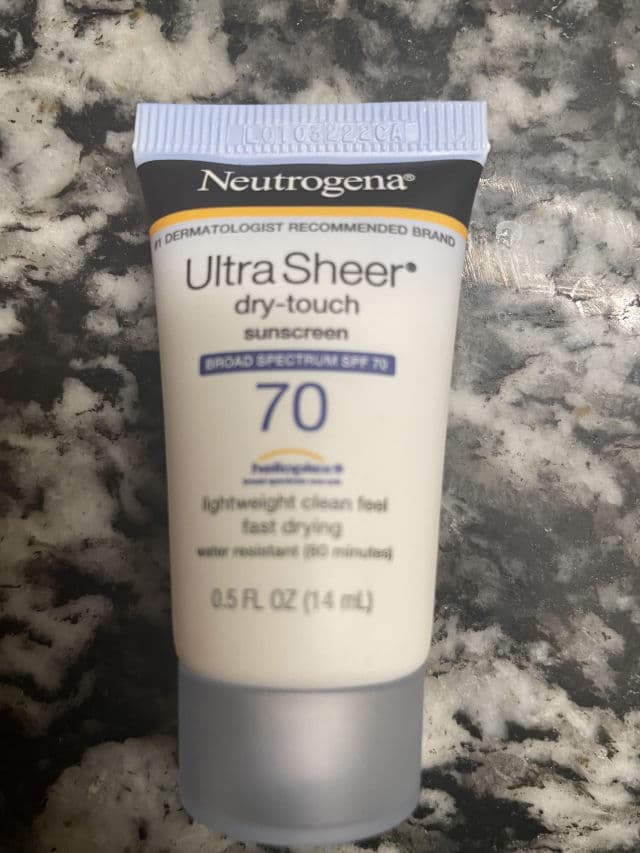 Neutrogena®
#1 DERMATOLOGIST RECOMMENDED BRAND
Ultra Sheer®
dry-touch
sunscreen
BROAD SPECTRUM SPF 70
70
helioplex®
lightweight clean feel
fast drying
water resistant (80 minutes)
0.5 FL OZ (14 mL)